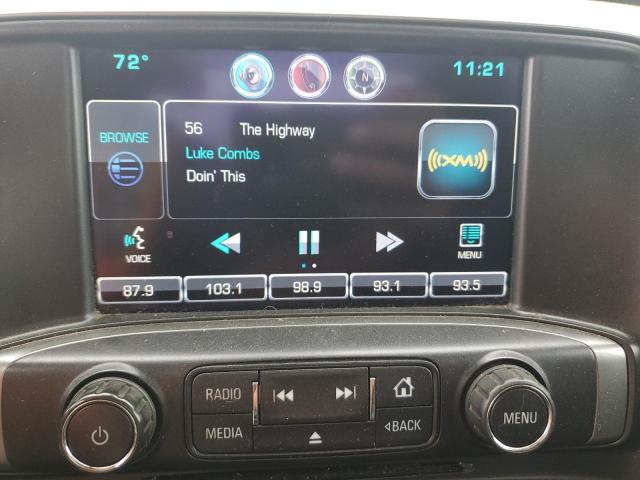 72° N 11:21
BROWSE
56 The Highway
Luke Combs
Doin' This
((XM))
VOICE
MENU
87.9 103.1 98.9 93.1 93.5
RADIO
MEDIA
BACK
MENU